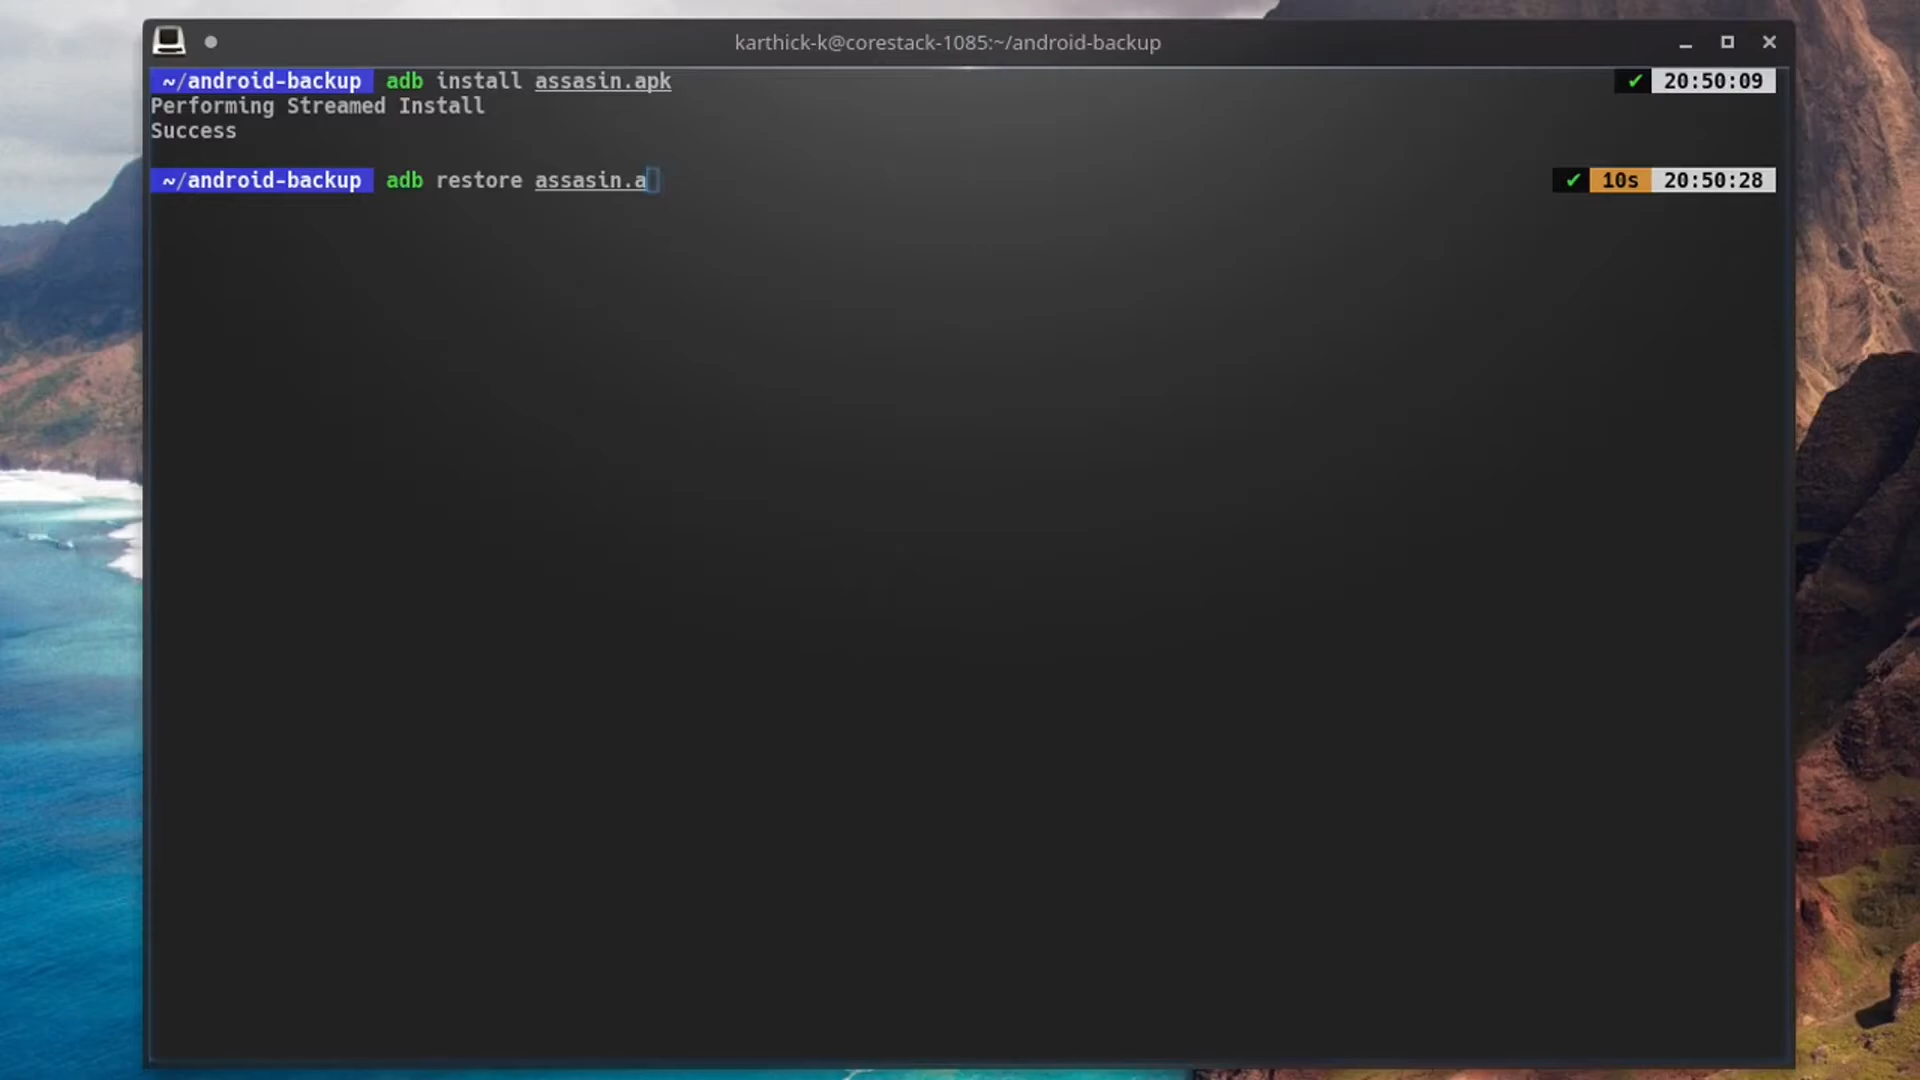 karthick-k@corestack-1085:~/android-backup
~/android-backup adb install assasin.apk ✔ 20:50:09
Performing Streamed Install
Success
~/android-backup adb restore assasin.a ✔ 10s 20:50:28